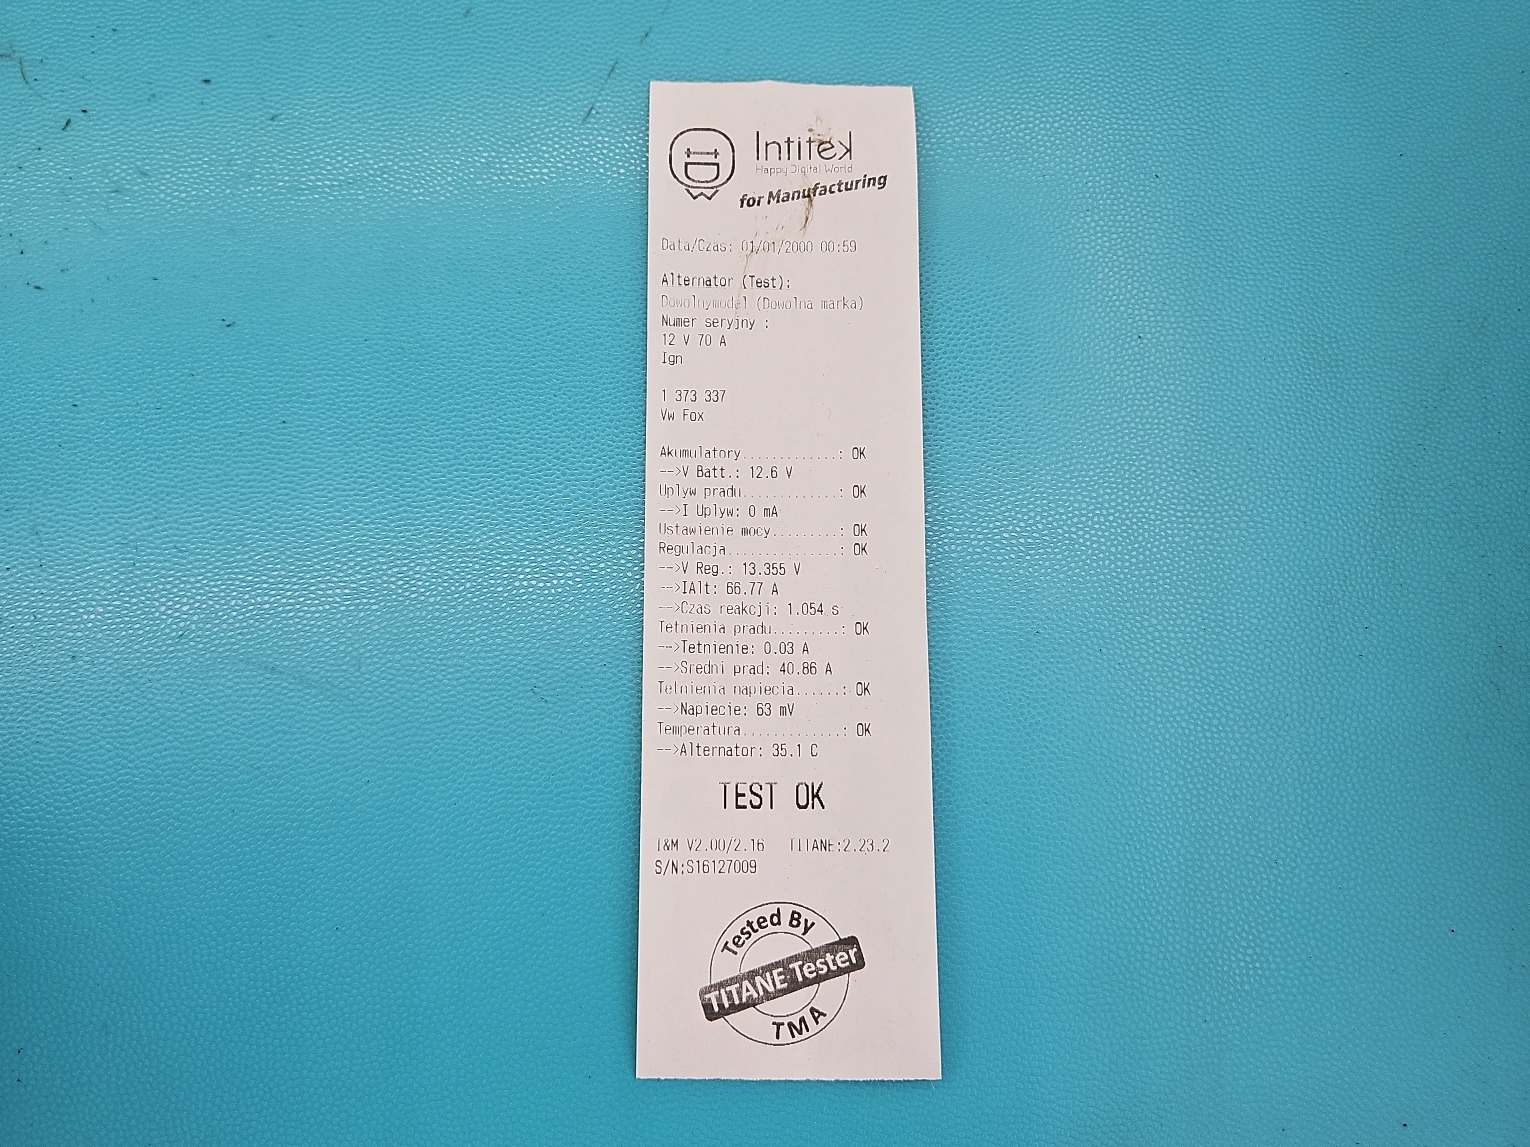 Intitek
Happy Digital World
for Manufacturing
Data/Czas: 01/01/2000 00:59
Alternator (Test):
Dowolnymodel (Dowolna marka)
Numer seryjny :
12 V 70 A
Ign
1 373 337
Vw Fox
Akumulatory.............: OK
-->V Batt.: 12.6 V
Uplyw pradu.............: OK
-->I Uplyw: 0 mA
Ustawienie mocy.........: OK
Regulacja...............: OK
-->V Reg.: 13.355 V
-->IAlt: 66.77 A
-->Czas reakcji: 1.054 s
Tetnienia pradu.........: OK
-->Tetnienie: 0.03 A
-->Sredni prad: 40.86 A
Tetnienia napiecia......: OK
-->Napiecie: 63 mV
Temperatura.............: OK
-->Alternator: 35.1 C
TEST OK
I&M V2.00/2.16 TITANE:2.23.2
S/N:S16127009
Tested By
TITANE Tester
TMA